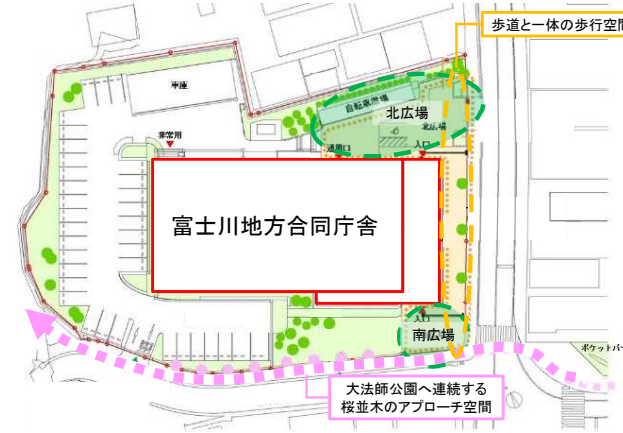 歩道と一体の歩行空間
車庫
自転車置場
北広場
北広場
非常用
通用口
入口
富士川地方合同庁舎
入口
南広場
ポケットパー
大法師公園へ連続する
桜並木のアプローチ空間